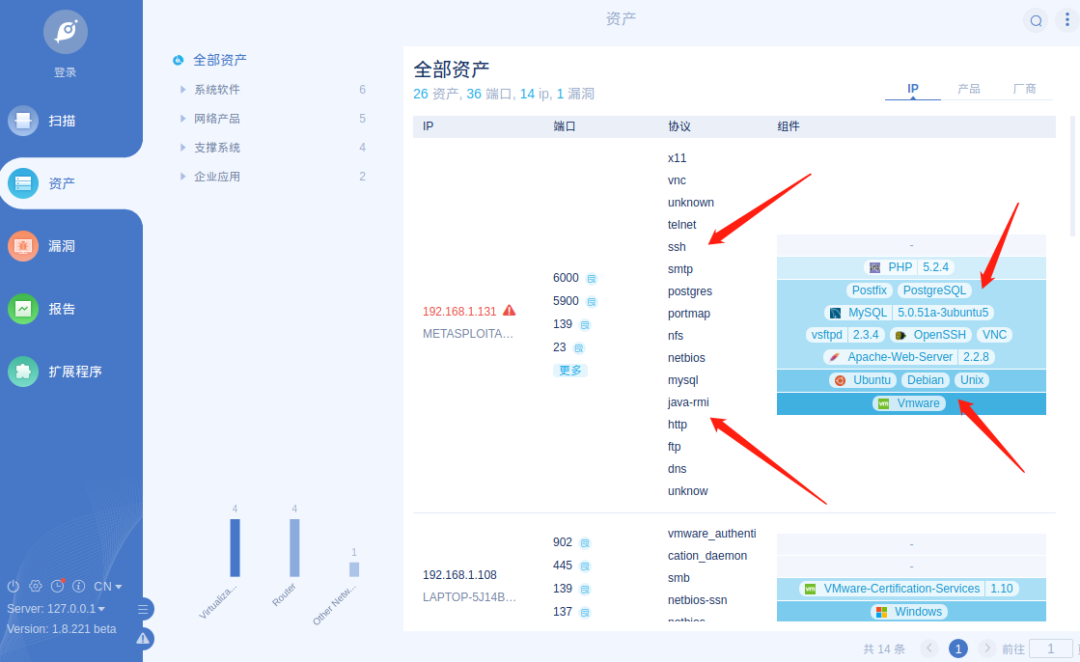 资产
登录
扫描
资产
漏洞
报告
扩展程序
CN
Server: 127.0.0.1
Version: 1.8.221 beta
全部资产
系统软件 6
网络产品 5
支撑系统 4
企业应用 2
4
4
1
Virtualiza...
Router
Other Netw...
全部资产
26 资产, 36 端口, 14 ip, 1 漏洞
IP 产品 厂商
IP 端口 协议 组件
192.168.1.131
METASPLOITA...
6000
5900
139
23
更多
x11
vnc
unknown
telnet
ssh
smtp
postgres
portmap
nfs
netbios
mysql
java-rmi
http
ftp
dns
unknow
-
PHP 5.2.4
Postfix PostgreSQL
MySQL 5.0.51a-3ubuntu5
vsftpd 2.3.4 OpenSSH VNC
Apache-Web-Server 2.2.8
Ubuntu Debian Unix
vm Vmware
192.168.1.108
LAPTOP-5J14B...
902
445
139
137
vmware_authenti
cation_daemon
smb
netbios-ssn
-
-
vm VMware-Certification-Services 1.10
Windows
共 14 条 1 前往 1